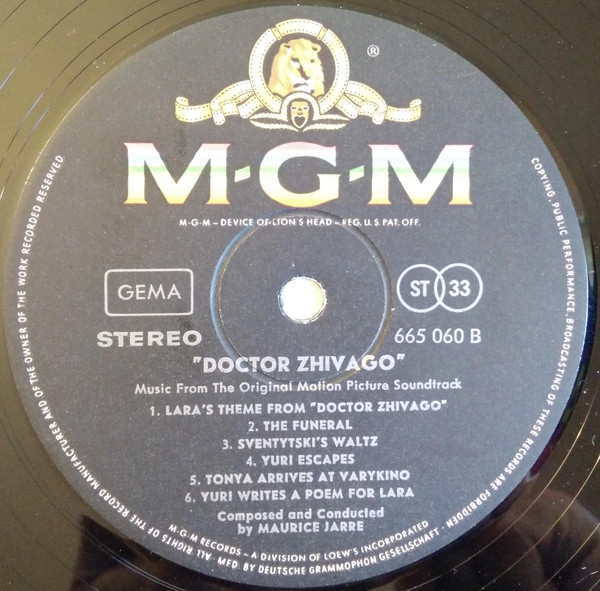 ®
M·G·M
M-G-M – DEVICE OF LION'S HEAD – REG. U.S. PAT. OFF.
GEMA
ST 33
STEREO
665 060 B
"DOCTOR ZHIVAGO"
Music From The Original Motion Picture Soundtrack
1. LARA'S THEME FROM "DOCTOR ZHIVAGO"
2. THE FUNERAL
3. SVENTYTSKI'S WALTZ
4. YURI ESCAPES
5. TONYA ARRIVES AT VARYKINO
6. YURI WRITES A POEM FOR LARA
Composed and Conducted
by MAURICE JARRE
M-G-M RECORDS – A DIVISION OF LOEW'S INCORPORATED
MFD. BY DEUTSCHE GRAMMOPHON GESELLSCHAFT ·
ALL RIGHTS OF THE RECORD MANUFACTURER AND OF THE OWNER OF THE WORK RECORDED RESERVED
COPYING, PUBLIC PERFORMANCE, BROADCASTING OF THESE RECORDS ARE FORBIDDEN